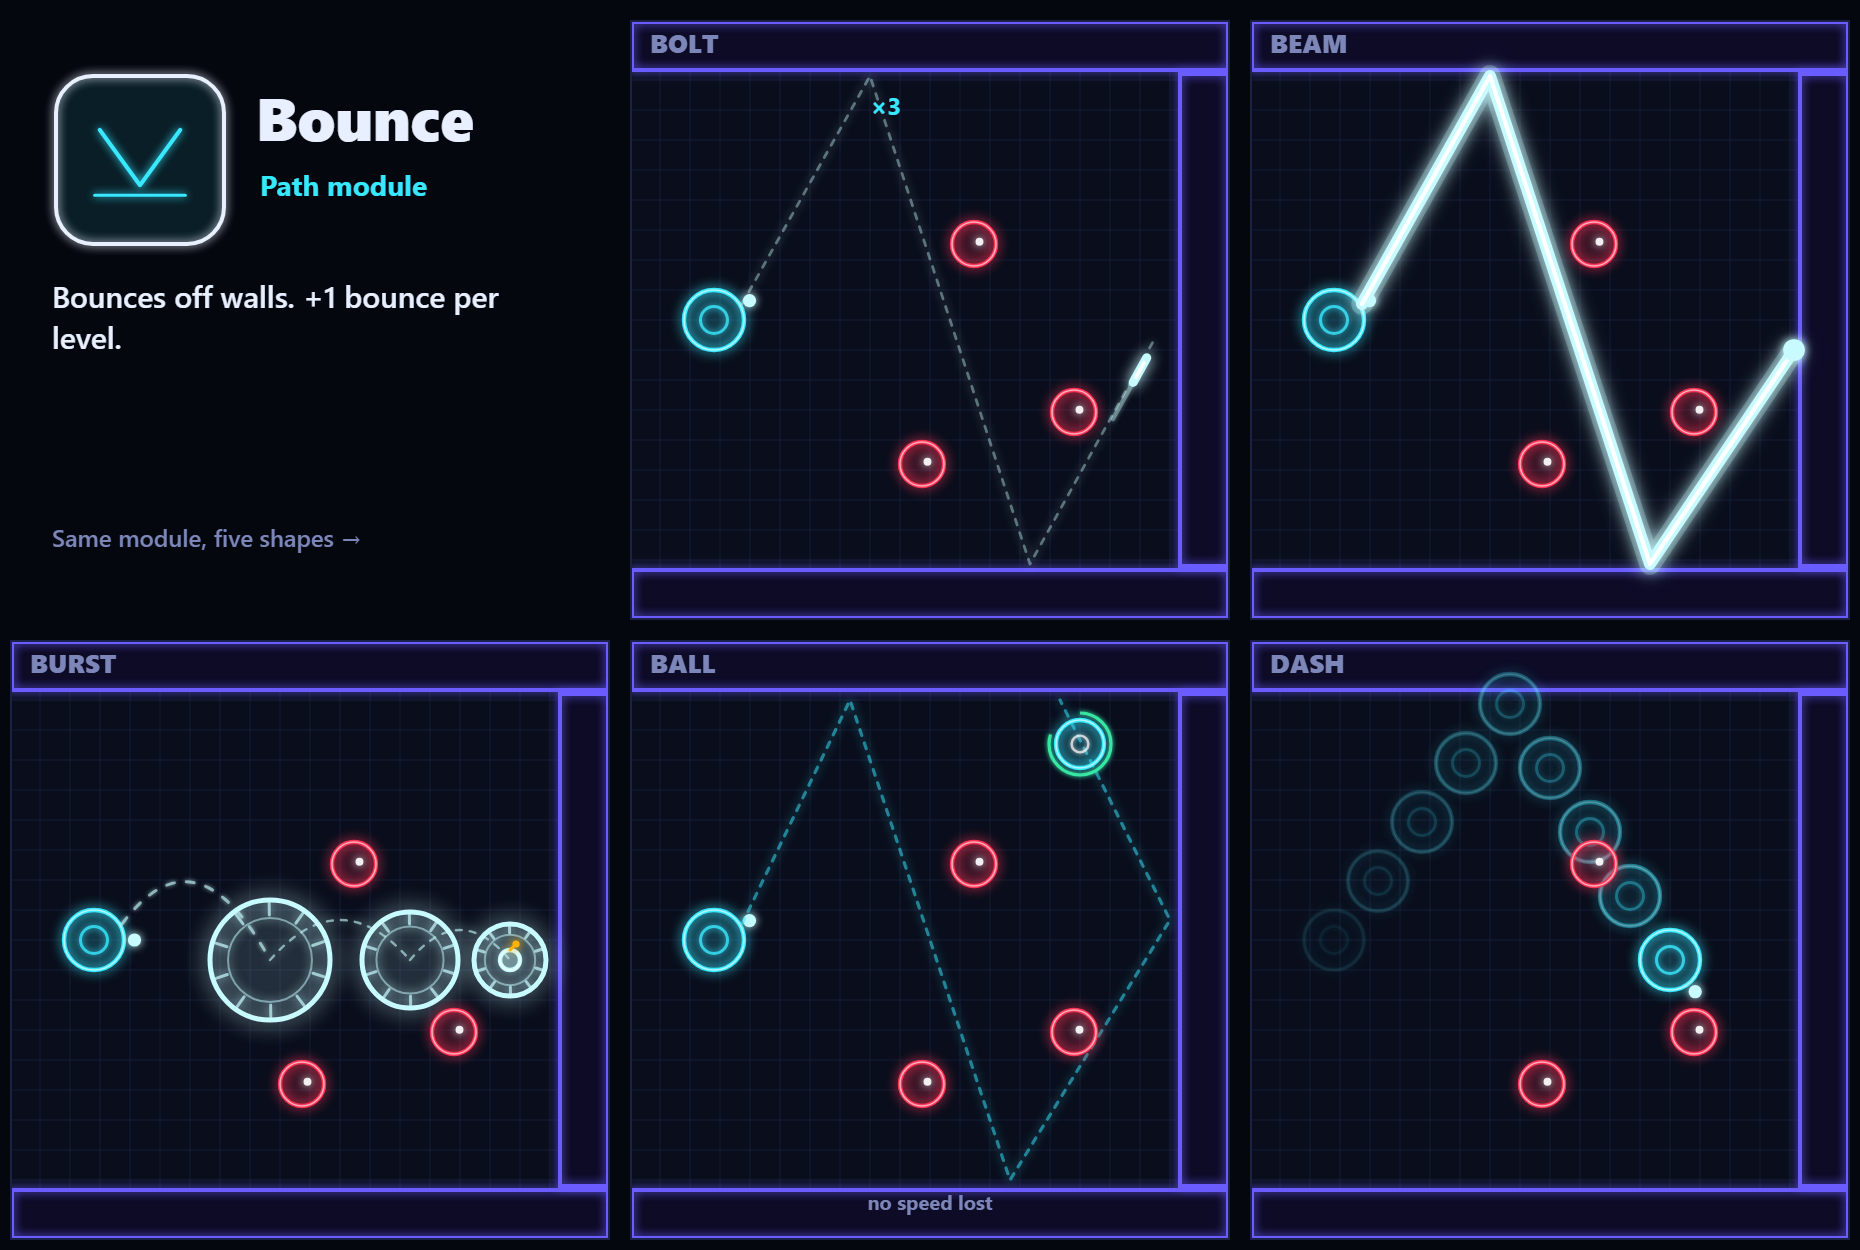 Bounce
Path module
Bounces off walls. +1 bounce per
level.
Same module, five shapes →
BOLT
×3
BEAM
BURST
BALL
no speed lost
DASH